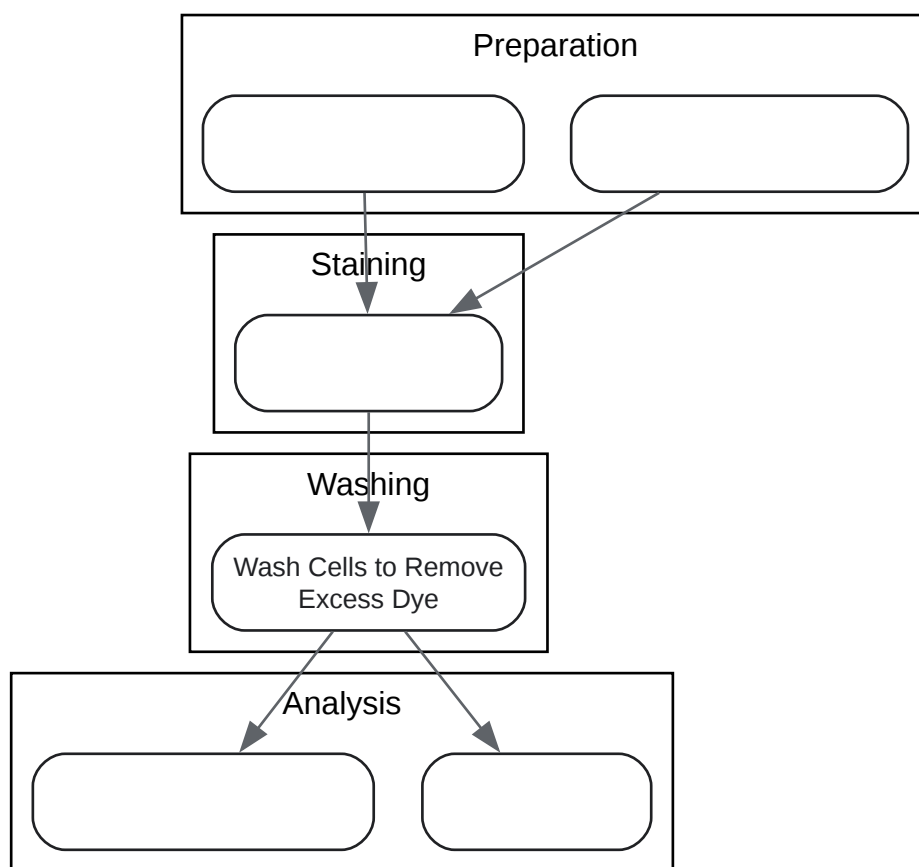 Preparation
Staining
Washing
Wash Cells to Remove
Excess Dye
Analysis